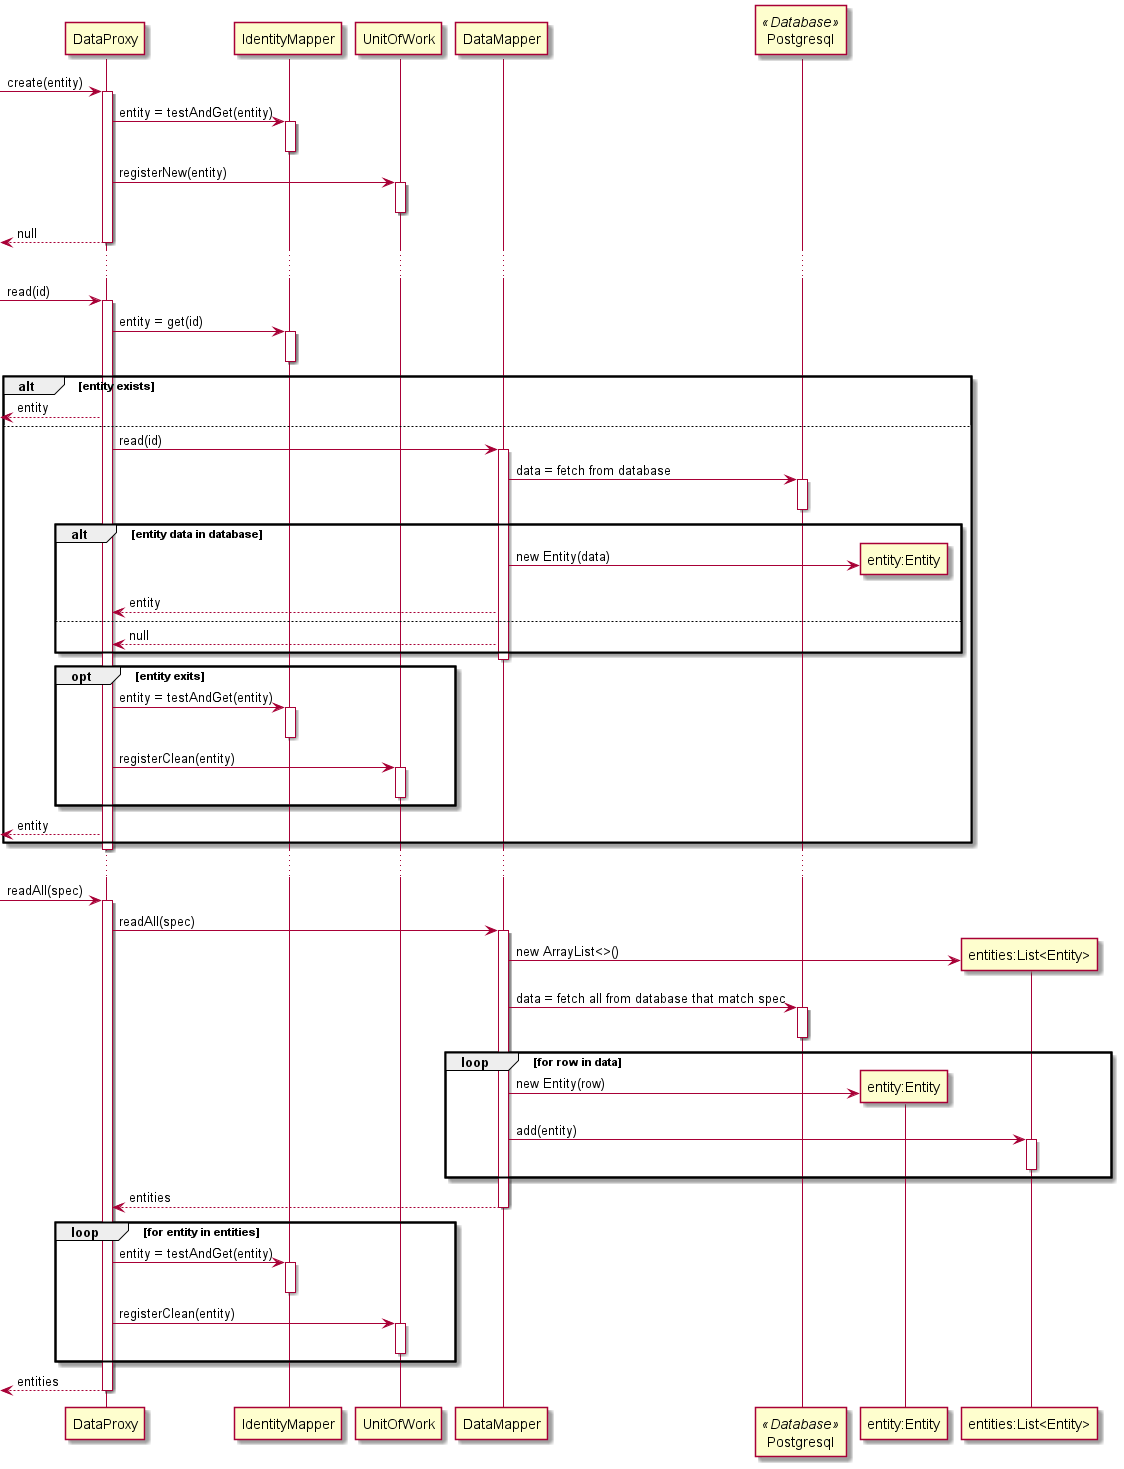 DataProxy
IdentityMapper
UnitOfWork
DataMapper
«Database»
Postgresql
create(entity)
entity = testAndGet(entity)
registerNew(entity)
null
read(id)
entity = get(id)
alt [entity exists]
entity
read(id)
data = fetch from database
alt [entity data in database]
new Entity(data)
entity:Entity
entity
null
opt [entity exits]
entity = testAndGet(entity)
registerClean(entity)
entity
readAll(spec)
readAll(spec)
new ArrayList<>()
entities:List<Entity>
data = fetch all from database that match spec
loop [for row in data]
new Entity(row)
entity:Entity
add(entity)
entities
loop [for entity in entities]
entity = testAndGet(entity)
registerClean(entity)
entities
DataProxy
IdentityMapper
UnitOfWork
DataMapper
«Database»
Postgresql
entity:Entity
entities:List<Entity>